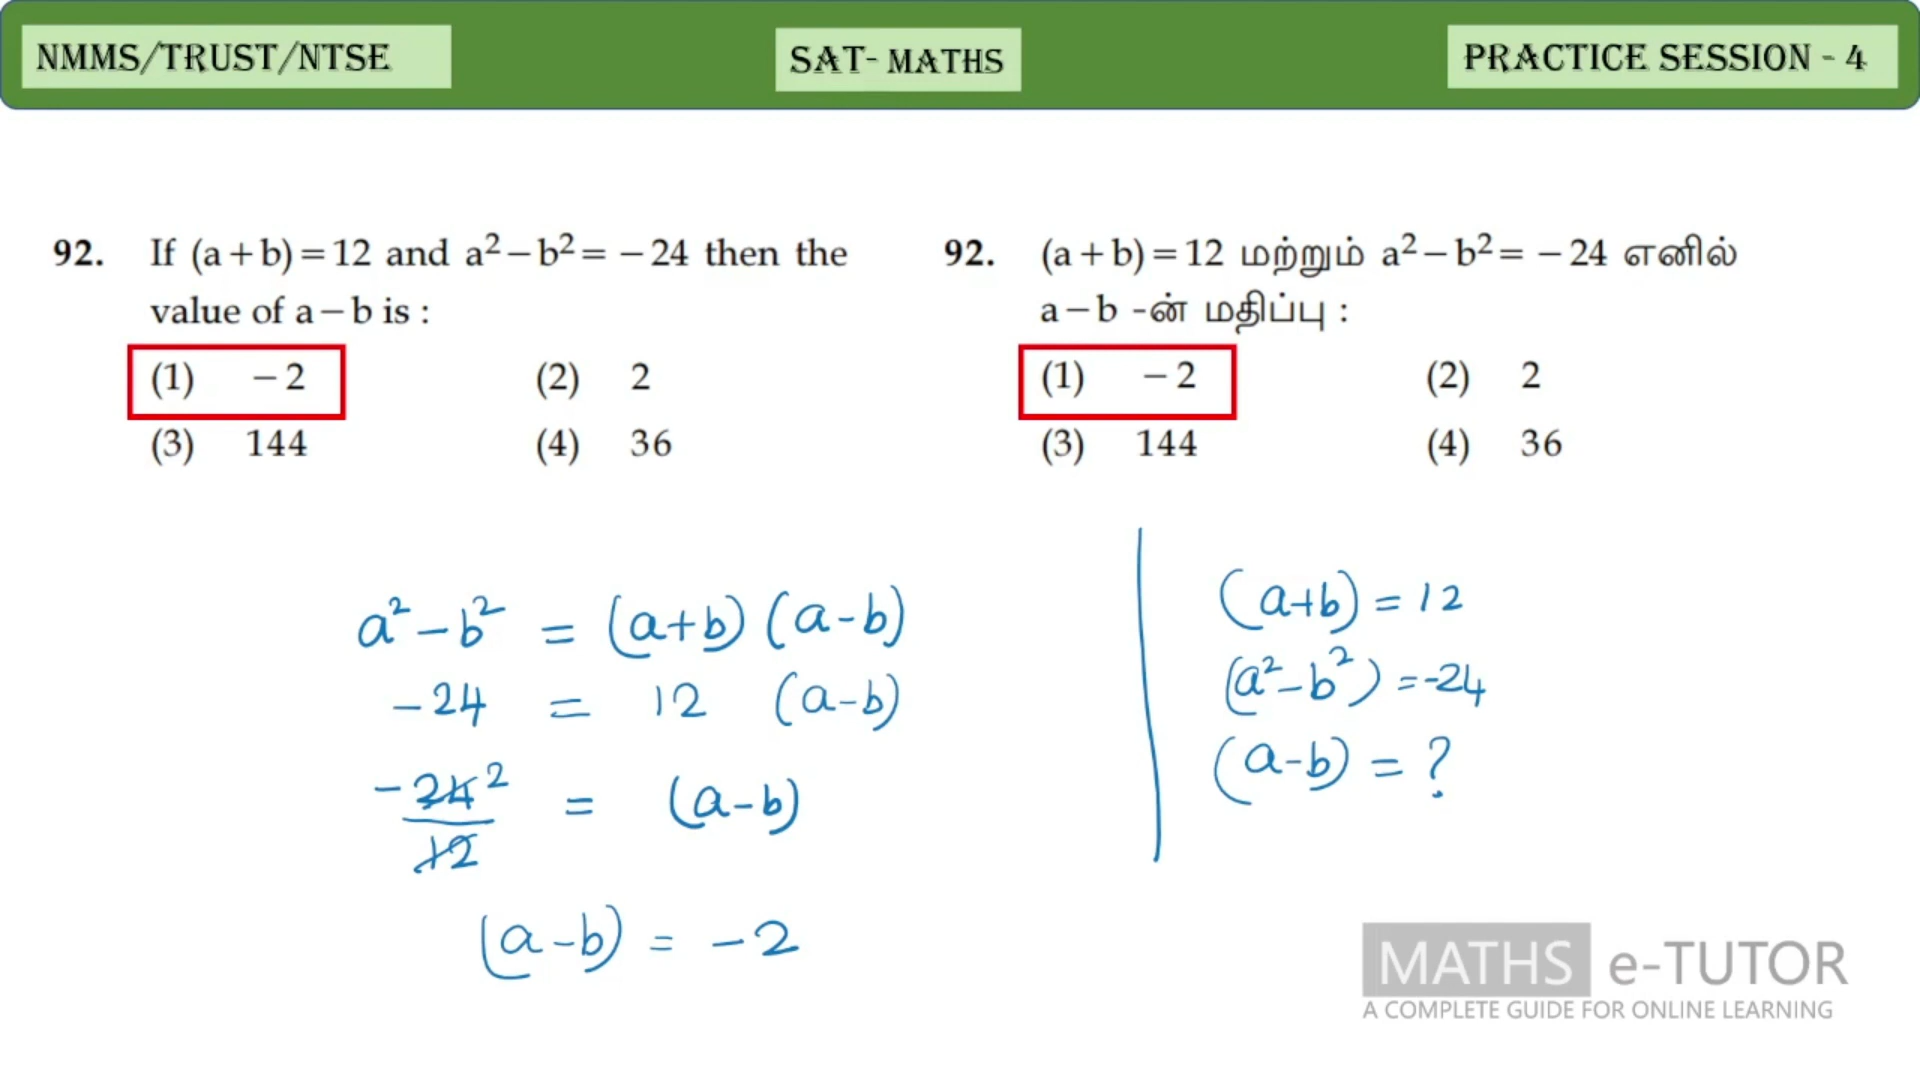 NMMS/TRUST/NTSE
SAT- MATHS
PRACTICE SESSION - 4
92. If (a+b)=12 and a²−b²= −24 then the
value of a−b is :
(1) −2 (2) 2
(3) 144 (4) 36
92. (a+b)=12 மற்றும் a²−b²= −24 எனில்
a−b -ன் மதிப்பு :
(1) −2 (2) 2
(3) 144 (4) 36
a²−b² = (a+b) (a-b)
-24 = 12 (a-b)
-24 2
12 = (a-b)
(a-b) = -2
(a+b) = 12
(a²-b²) = -24
(a-b) = ?
MATHS e-TUTOR
A COMPLETE GUIDE FOR ONLINE LEARNING